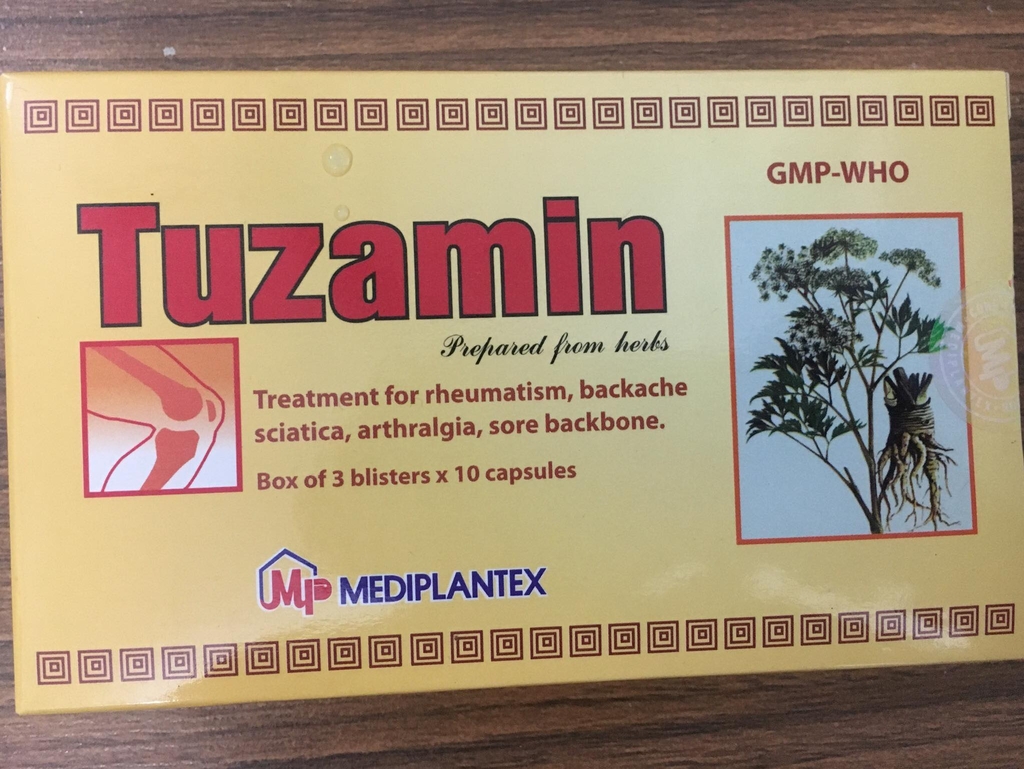 GMP-WHO
Tuzamin
Prepared from herbs
Treatment for rheumatism, backache
sciatica, arthralgia, sore backbone.
Box of 3 blisters x 10 capsules
MP MEDIPLANTEX